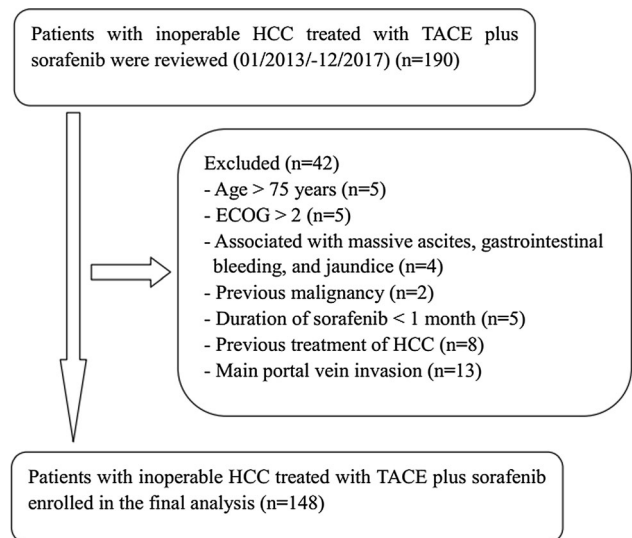 Patients with inoperable HCC treated with TACE plus
sorafenib were reviewed (01/2013/-12/2017) (n=190)
Excluded (n=42)
- Age > 75 years (n=5)
- ECOG > 2 (n=5)
- Associated with massive ascites, gastrointestinal
bleeding, and jaundice (n=4)
- Previous malignancy (n=2)
- Duration of sorafenib < 1 month (n=5)
- Previous treatment of HCC (n=8)
- Main portal vein invasion (n=13)
Patients with inoperable HCC treated with TACE plus sorafenib
enrolled in the final analysis (n=148)